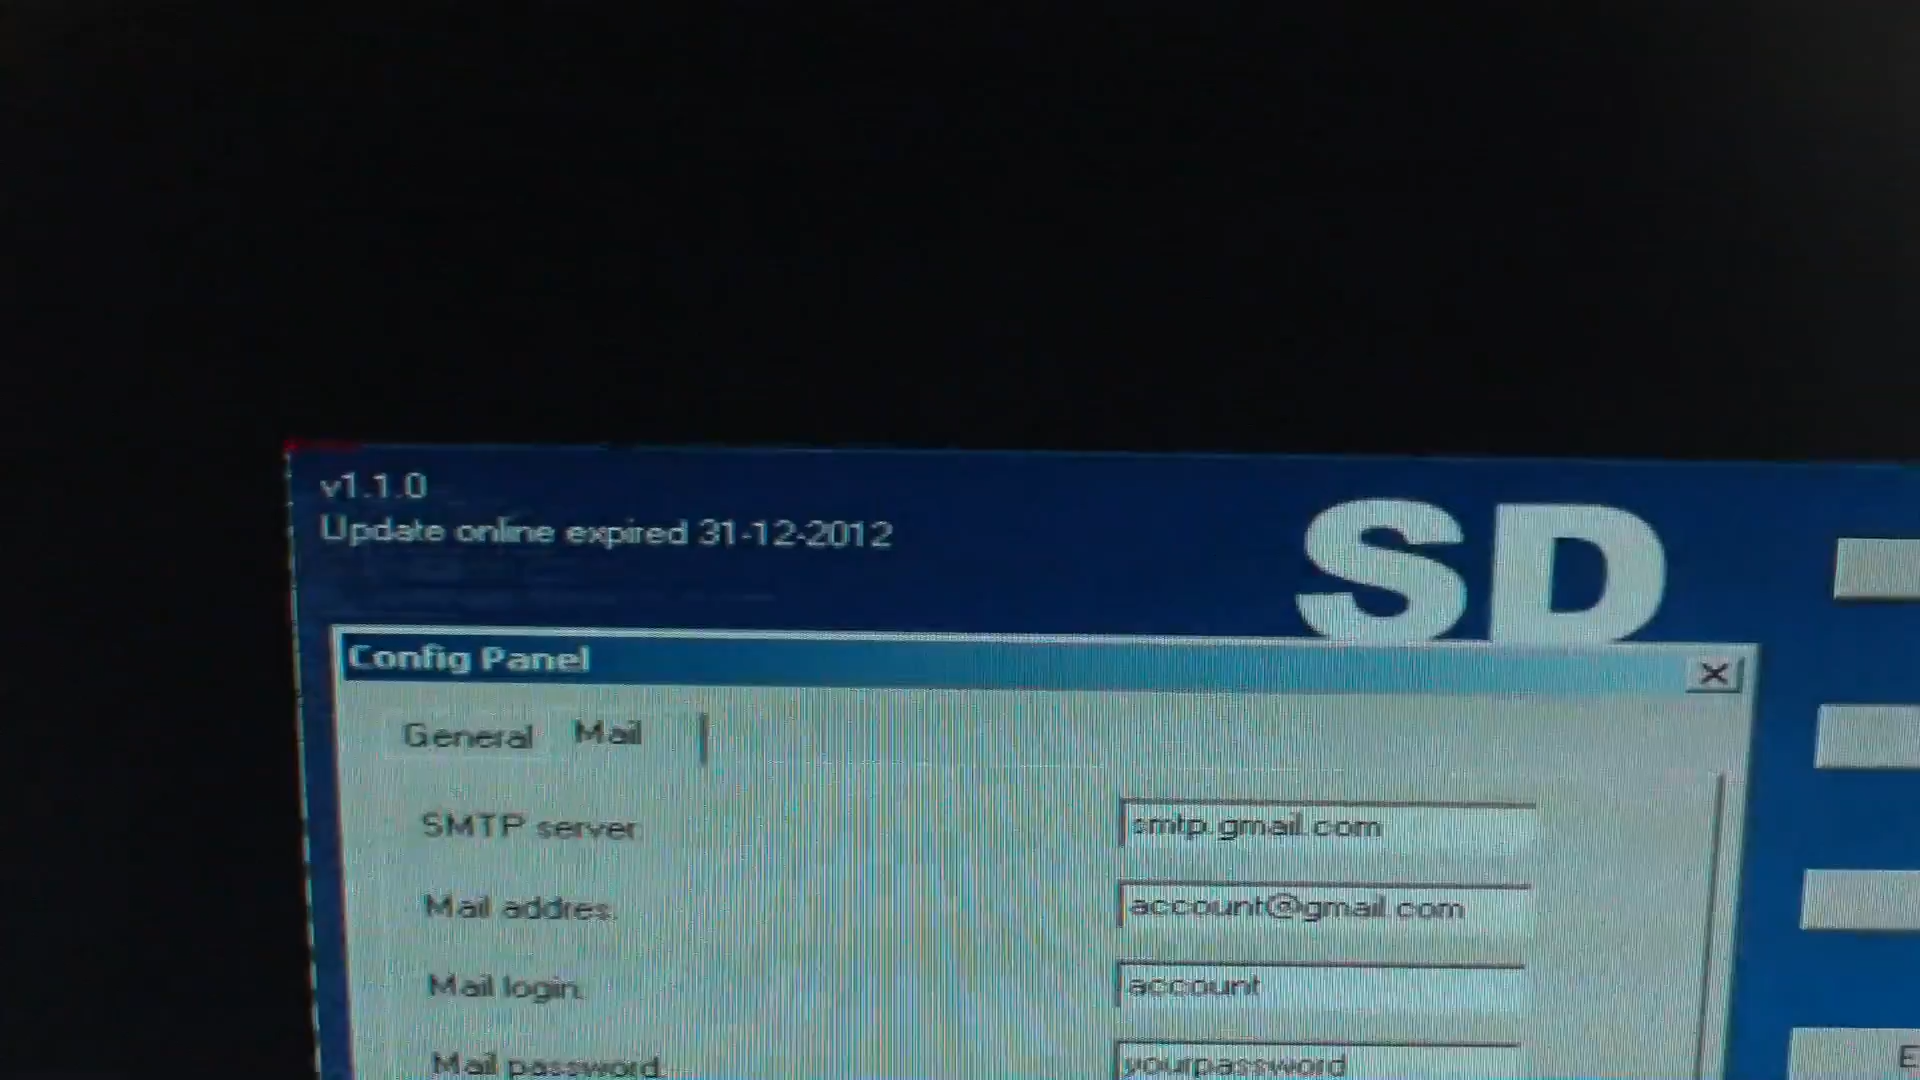 v1.1.0
Update online expired 31-12-2012
SD
Config Panel
General Mail
SMTP server: smtp.gmail.com
Mail addres: account@gmail.com
Mail login: account
Mail password: yourpassword